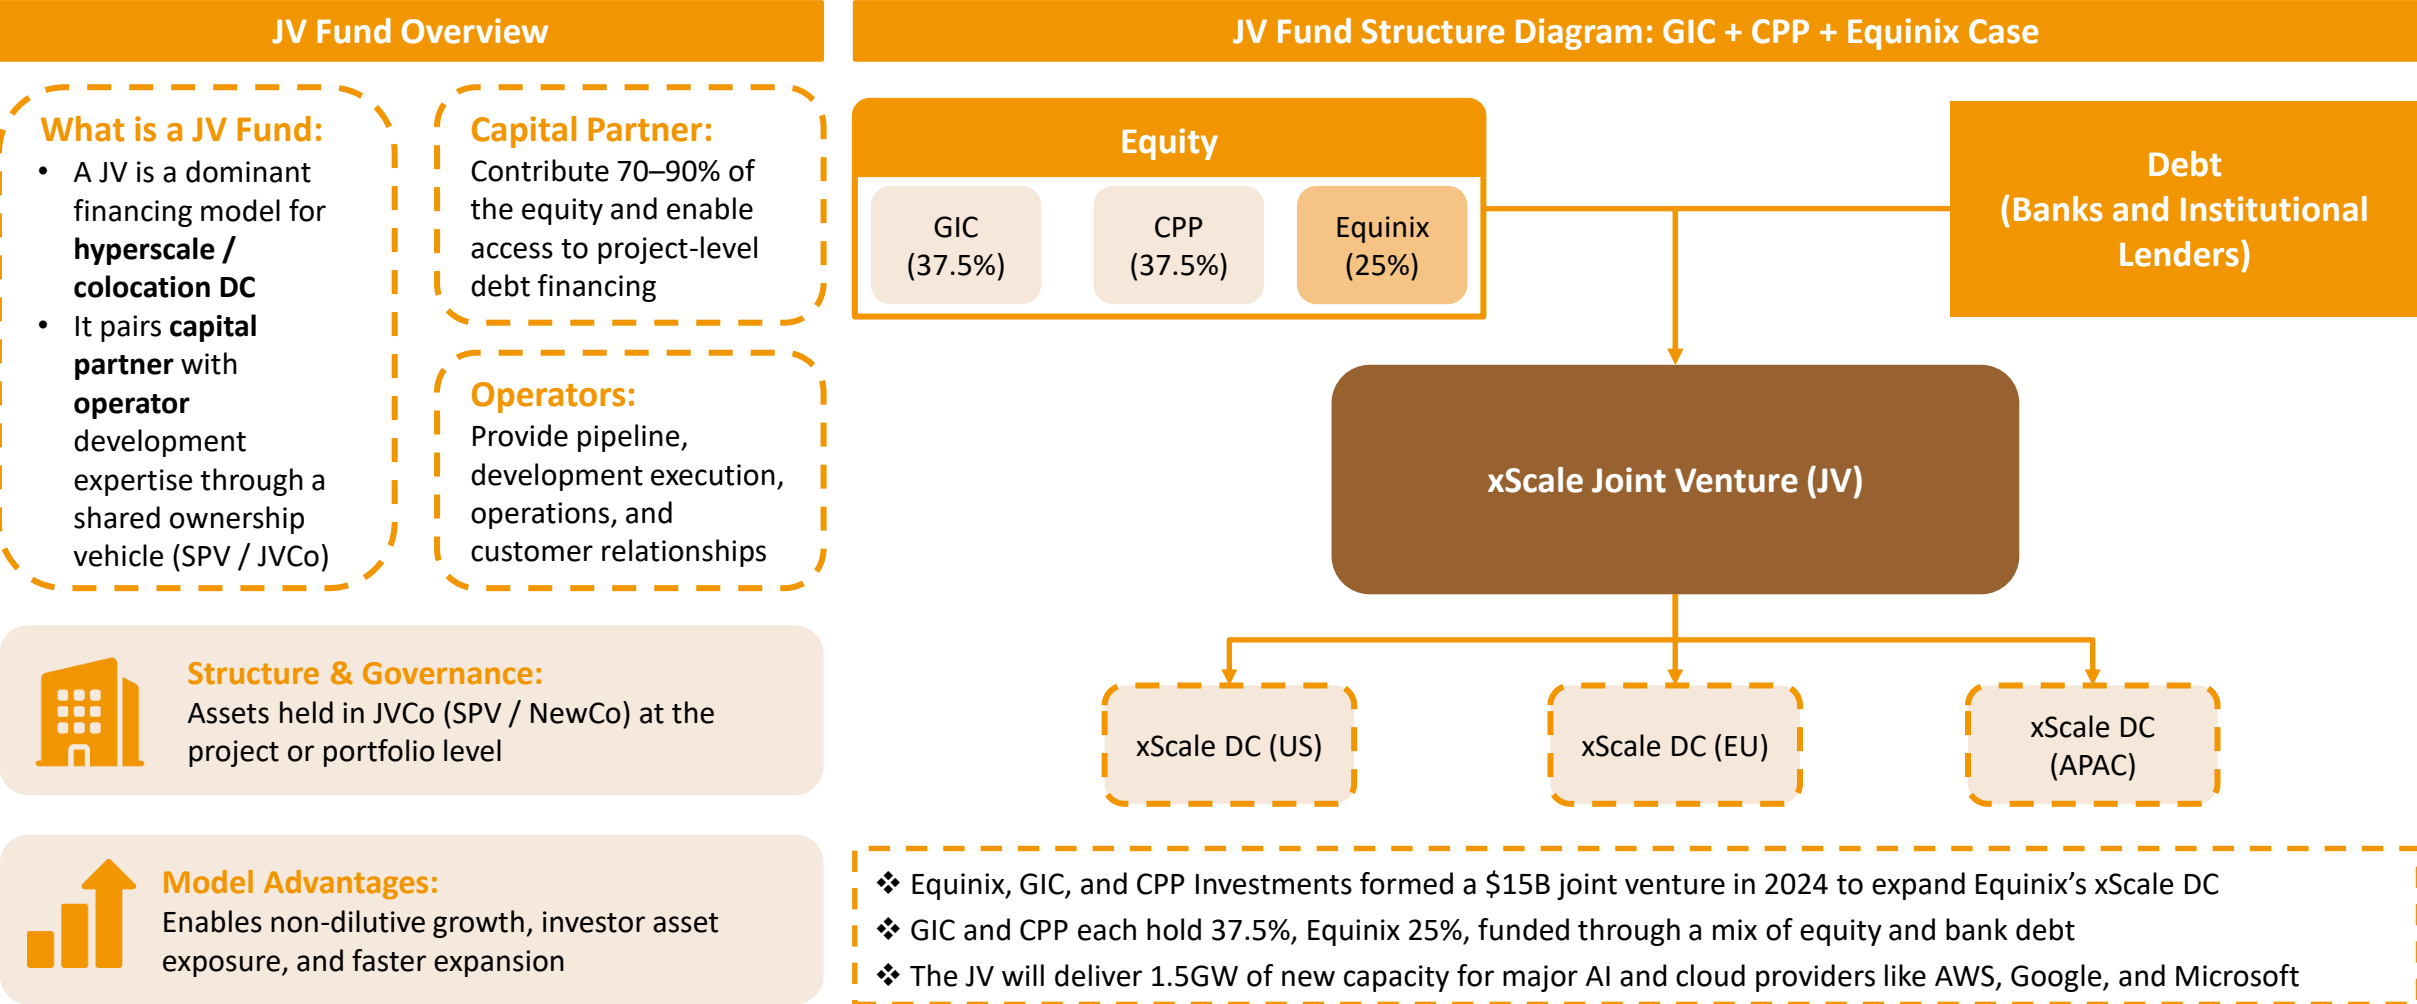 JV Fund Overview
What is a JV Fund:
• A JV is a dominant
financing model for
hyperscale /
colocation DC
• It pairs capital
partner with
operator
development
expertise through a
shared ownership
vehicle (SPV / JVCo)
Capital Partner:
Contribute 70–90% of
the equity and enable
access to project-level
debt financing
Operators:
Provide pipeline,
development execution,
operations, and
customer relationships
Structure & Governance:
Assets held in JVCo (SPV / NewCo) at the
project or portfolio level
Model Advantages:
Enables non-dilutive growth, investor asset
exposure, and faster expansion
JV Fund Structure Diagram: GIC + CPP + Equinix Case
Equity
GIC
(37.5%)
CPP
(37.5%)
Equinix
(25%)
Debt
(Banks and Institutional
Lenders)
xScale Joint Venture (JV)
xScale DC (US)
xScale DC (EU)
xScale DC
(APAC)
❖ Equinix, GIC, and CPP Investments formed a $15B joint venture in 2024 to expand Equinix’s xScale DC
❖ GIC and CPP each hold 37.5%, Equinix 25%, funded through a mix of equity and bank debt
❖ The JV will deliver 1.5GW of new capacity for major AI and cloud providers like AWS, Google, and Microsoft